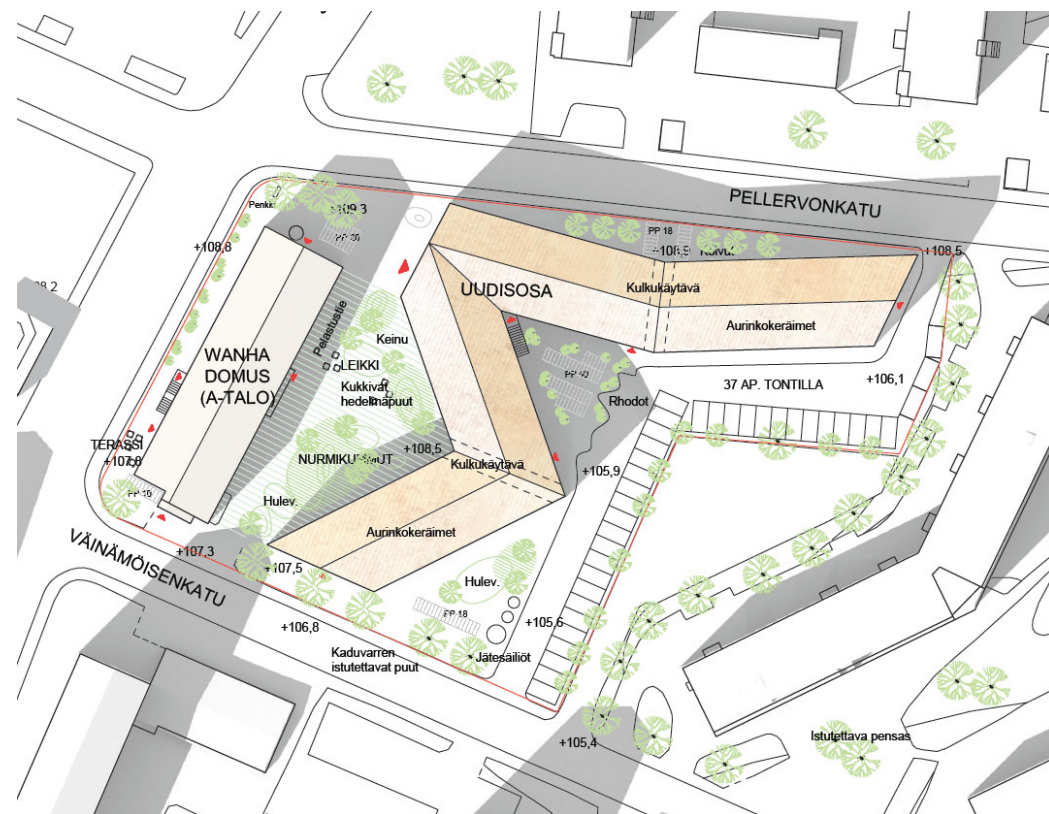 PELLERVONKATU
Penkki
+109,3
+108,8
PP 18
+108,9
Koivut
+108,5
UUDISOSA
Kulkukäytävä
Aurinkokeräimet
Pelastustie
Keinu
WANHA
DOMUS
(A-TALO)
LEIKKI
Kukkivat
hedelmäpuut
PP 40
Rhodot
37 AP. TONTILLA
+106,1
TERASSI
+107,8
NURMIKUMMUT
+108,5
Kulkukäytävä
+105,9
Hulev.
Aurinkokeräimet
VÄINÄMÖISENKATU
+107,3
+107,5
Hulev.
PP 18
+106,8
+105,6
Kaduvarren
istutettavat puut
Jätesäiliöt
+105,4
Istutettava pensas